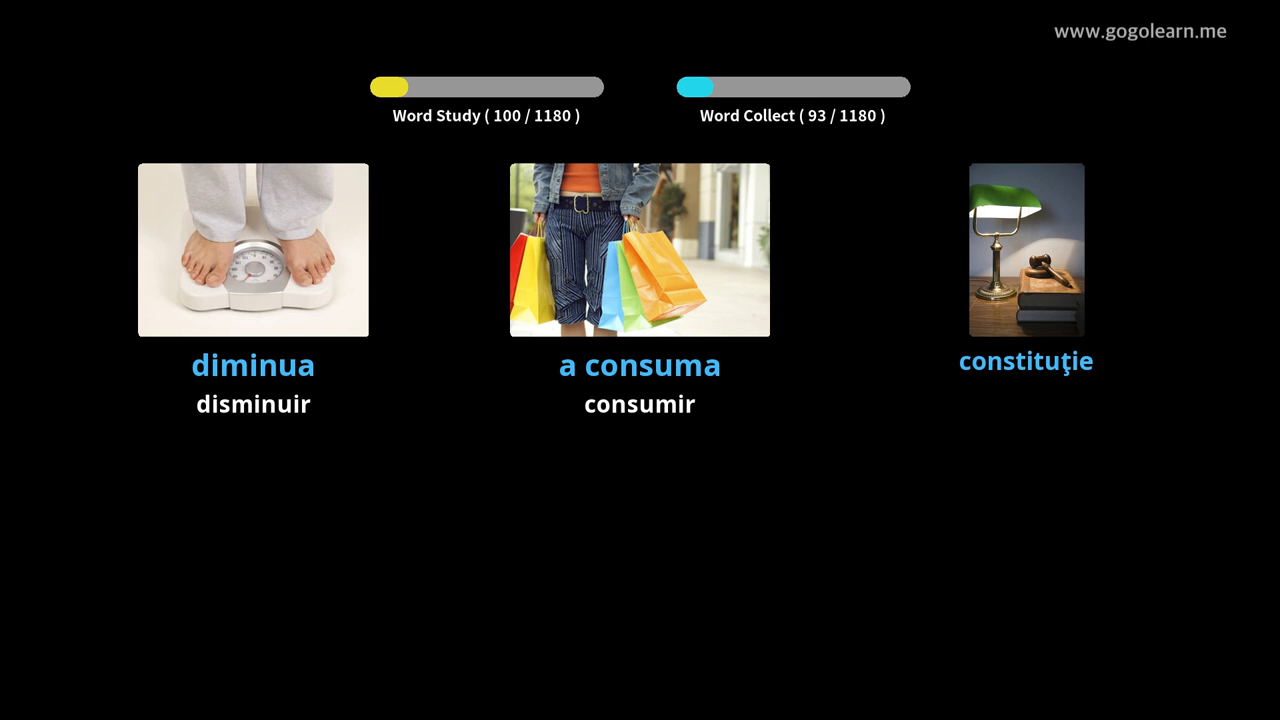 www.gogolearn.me
Word Study ( 100 / 1180 )
Word Collect ( 93 / 1180 )
diminua
disminuir
a consuma
consumir
constituţie